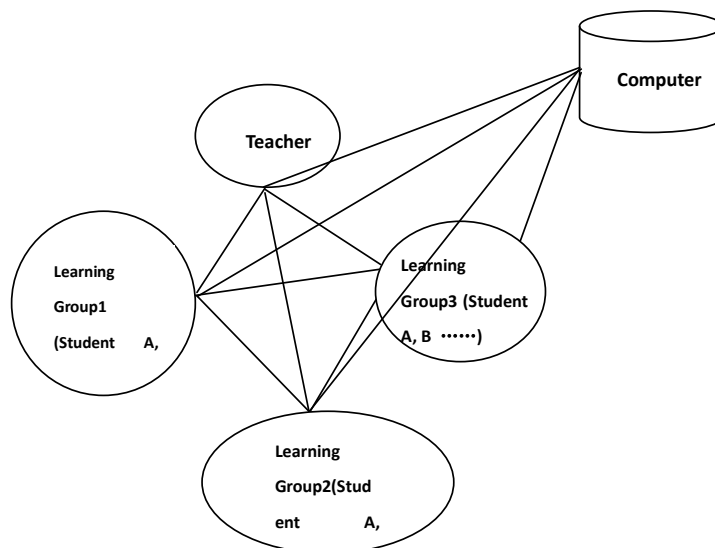 Computer
Teacher
Learning
Group1
(Student A,
Learning
Group3 (Student
A, B ⋯⋯)
Learning
Group2(Stud
ent A,